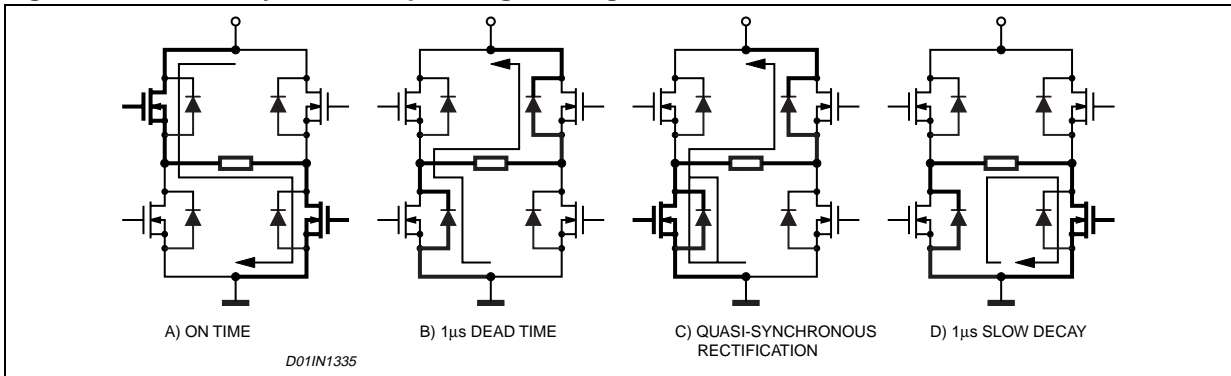 A) ON TIME
B) 1μs DEAD TIME
C) QUASI-SYNCHRONOUS
RECTIFICATION
D) 1μs SLOW DECAY
D01IN1335